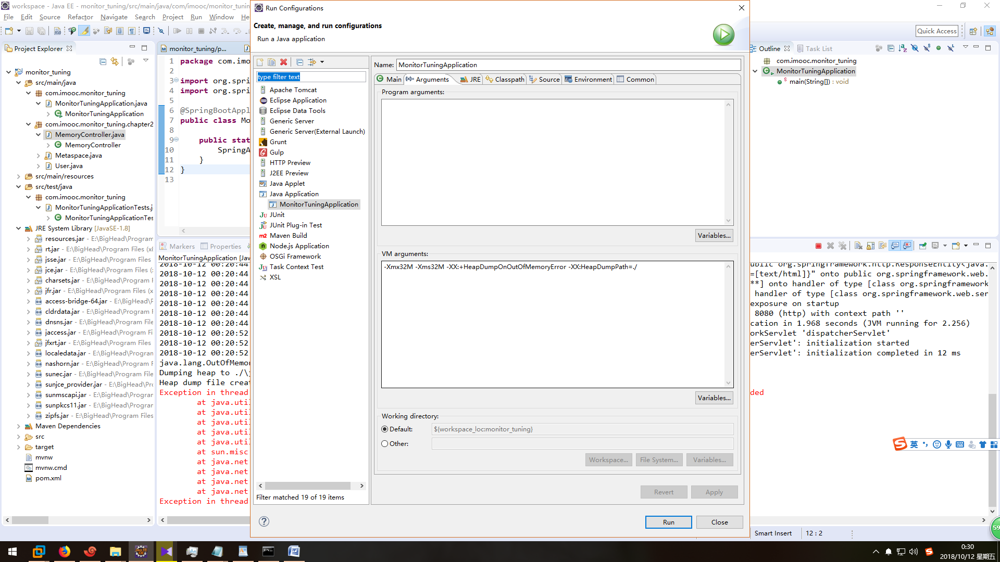 workspace - Java EE - monitor_tuning/src/main/java/com/imooc/monitor_tunin
File Edit Source Refactor Navigate Search Project Run Window He
Quick Access
Project Explorer
monitor_tuning
src/main/java
com.imooc.monitor_tuning
MonitorTuningApplication.java
MonitorTuningApplication
com.imooc.monitor_tuning.chapter2
MemoryController.java
MemoryController
Metaspace.java
User.java
src/main/resources
src/test/java
com.imooc.monitor_tuning
MonitorTuningApplicationTests.j
MonitorTuningApplicationTes
JRE System Library [JavaSE-1.8]
resources.jar - E:\BigHead\Program
rt.jar - E:\BigHead\Program Files (x8
jsse.jar - E:\BigHead\Program Files
jce.jar - E:\BigHead\Program Files (
charsets.jar - E:\BigHead\Program
jfr.jar - E:\BigHead\Program Files (x
access-bridge-64.jar - E:\BigHead\F
cldrdata.jar - E:\BigHead\Program F
dnsns.jar - E:\BigHead\Program File
jaccess.jar - E:\BigHead\Program Fi
jfxrt.jar - E:\BigHead\Program Files
localedata.jar - E:\BigHead\Progran
nashorn.jar - E:\BigHead\Program F
sunec.jar - E:\BigHead\Program File
sunjce_provider.jar - E:\BigHead\Pro
sunmscapi.jar - E:\BigHead\Progran
sunpkcs11.jar - E:\BigHead\Progran
zipfs.jar - E:\BigHead\Program Files
Maven Dependencies
src
target
mvnw
mvnw.cmd
pom.xml
monitor_tuning/p...
1 package com.imo
2
3 import org.spri
4 import org.spri
5
6 @SpringBootAppl
7 public class Mo
8
9 public stat
10 SpringA
11 }
12 }
13
Markers Properties
MonitorTuningApplication [Jav
2018-10-12 00:20:44
2018-10-12 00:20:44
2018-10-12 00:20:44
2018-10-12 00:20:44
2018-10-12 00:20:44
2018-10-12 00:20:44
2018-10-12 00:20:44
2018-10-12 00:20:52
2018-10-12 00:20:52
2018-10-12 00:20:52
java.lang.OutOfMemor
Dumping heap to ./\j
Heap dump file creat
Exception in thread
at java.util
at java.util
at java.util
at java.util
at java.util
at sun.misc
at java.net
at java.net
at java.net
at java.net
Exception in thread
Run Configurations
Create, manage, and run configurations
Run a Java application
type filter text
Apache Tomcat
Eclipse Application
Eclipse Data Tools
Generic Server
Generic Server(External Launch)
Grunt
Gulp
HTTP Preview
J2EE Preview
Java Applet
Java Application
MonitorTuningApplication
JUnit
JUnit Plug-in Test
Maven Build
Node.js Application
OSGi Framework
Task Context Test
XSL
Filter matched 19 of 19 items
Name: MonitorTuningApplication
Main Arguments JRE Classpath Source Environment Common
Program arguments:
Variables...
VM arguments:
-Xmx32M -Xms32M -XX:+HeapDumpOnOutOfMemoryError -XX:HeapDumpPath=./
Variables...
Working directory:
Default: ${workspace_loc:monitor_tuning}
Other:
Workspace... File System... Variables...
Revert Apply
Run Close
Outline Task List
com.imooc.monitor_tuning
MonitorTuningApplication
main(String[]) : void
ublic org.springframework.http.ResponseEntity<java.
=[text/html]}" onto public org.springframework.web.
**] onto handler of type [class org.springframework
handler of type [class org.springframework.web.ser
exposure on startup
8080 (http) with context path ''
cation in 1.968 seconds (JVM running for 2.256)
orkServlet 'dispatcherServlet'
erServlet': initialization started
erServlet': initialization completed in 12 ms
ded
英
Smart Insert 12 : 2
59
0:30
2018/10/12 星期五